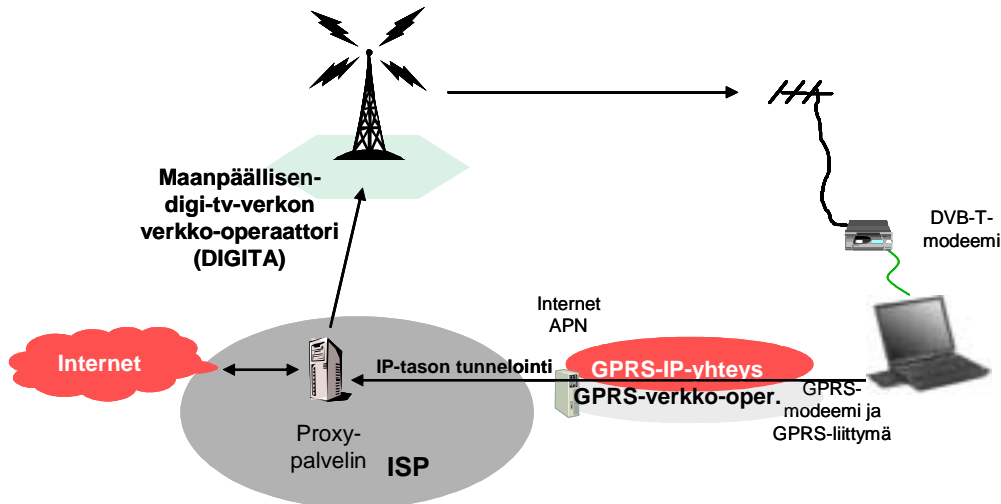 Maanpäällisen-
digi-tv-verkon
verkko-operaattori
(DIGITA)
DVB-T-
modeemi
Internet
APN
Internet
IP-tason tunnelointi
GPRS-IP-yhteys
GPRS-verkko-oper.
GPRS-
modeemi ja
GPRS-liittymä
Proxy-
palvelin
ISP